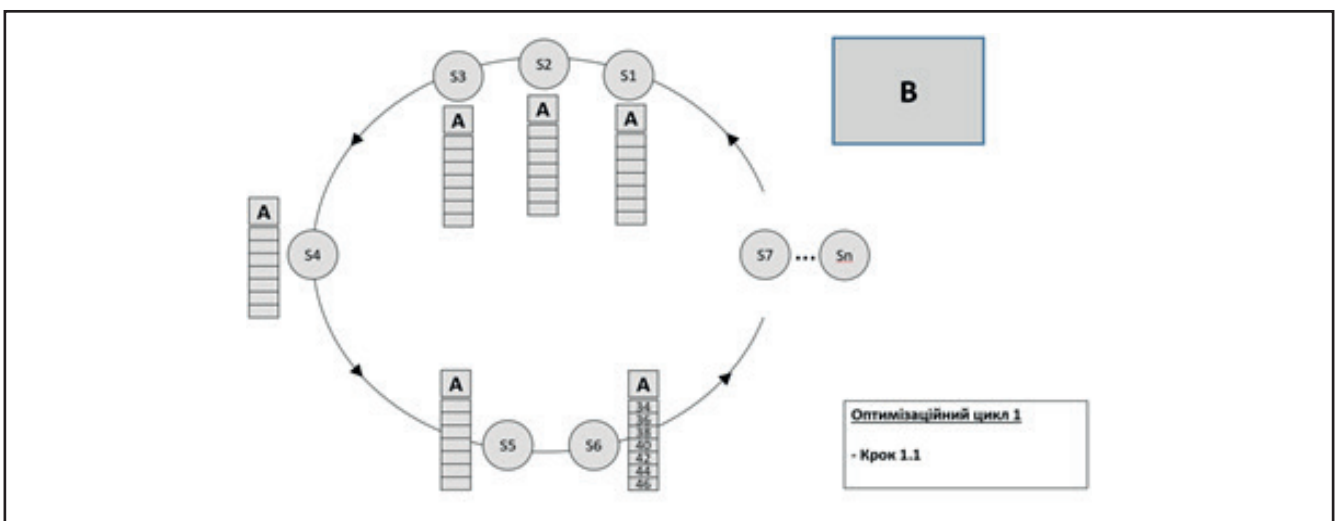 S3
S2
S1
B
A
A
A
A
S4
S7
...
Sn
A
A
34
36
38
40
42
44
46
S5
S6
Оптимізаційний цикл 1
- Крок 1.1